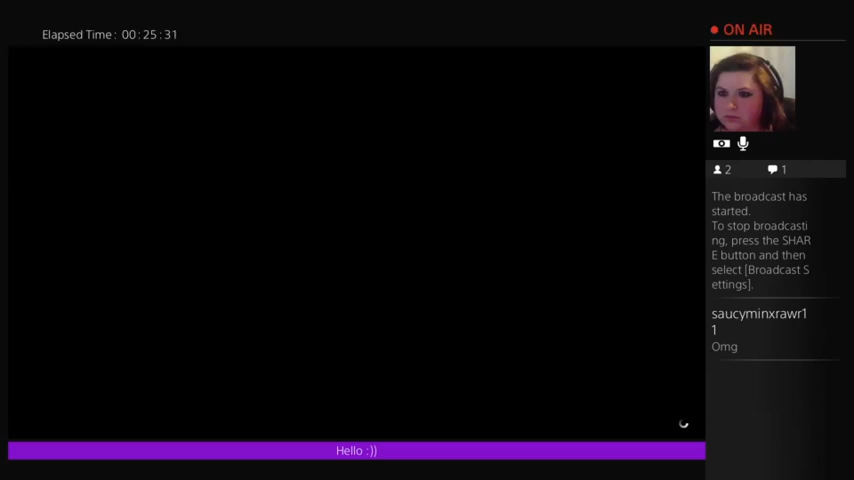 Elapsed Time: 00:25:31
ON AIR
2
1
The broadcast has
started.
To stop broadcasti
ng, press the SHAR
E button and then
select [Broadcast S
ettings].
saucyminxrawr1
1
Omg
Hello :))